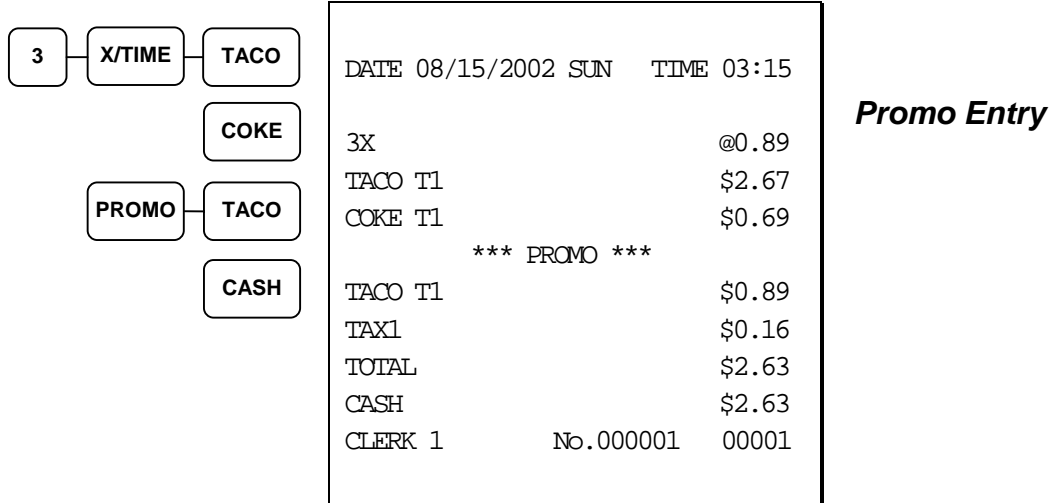 3 X/TIME TACO
COKE
PROMO TACO
CASH
DATE 08/15/2002 SUN TIME 03:15
3X @0.89
TACO T1 $2.67
COKE T1 $0.69
*** PROMO ***
TACO T1 $0.89
TAX1 $0.16
TOTAL $2.63
CASH $2.63
CLERK 1 No.000001 00001
Promo Entry